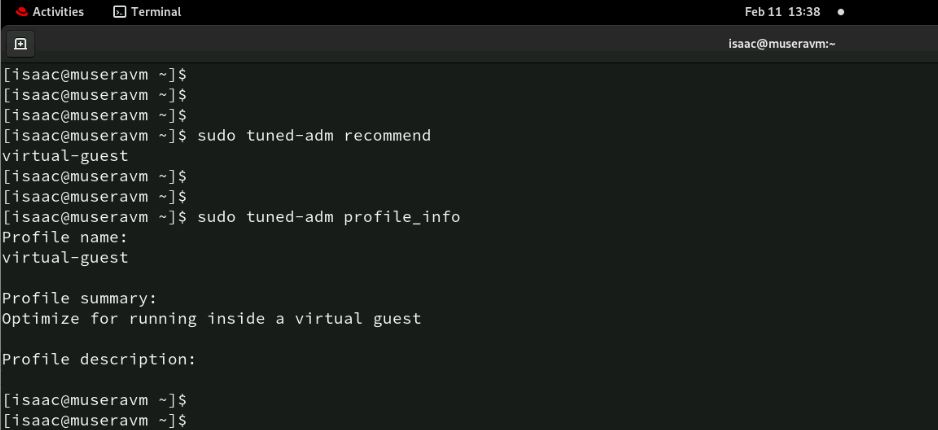 Activities Terminal Feb 11 13:38
isaac@museravm:~
[isaac@museravm ~]$
[isaac@museravm ~]$
[isaac@museravm ~]$
[isaac@museravm ~]$ sudo tuned-adm recommend
virtual-guest
[isaac@museravm ~]$
[isaac@museravm ~]$
[isaac@museravm ~]$ sudo tuned-adm profile_info
Profile name:
virtual-guest
Profile summary:
Optimize for running inside a virtual guest
Profile description:
[isaac@museravm ~]$
[isaac@museravm ~]$